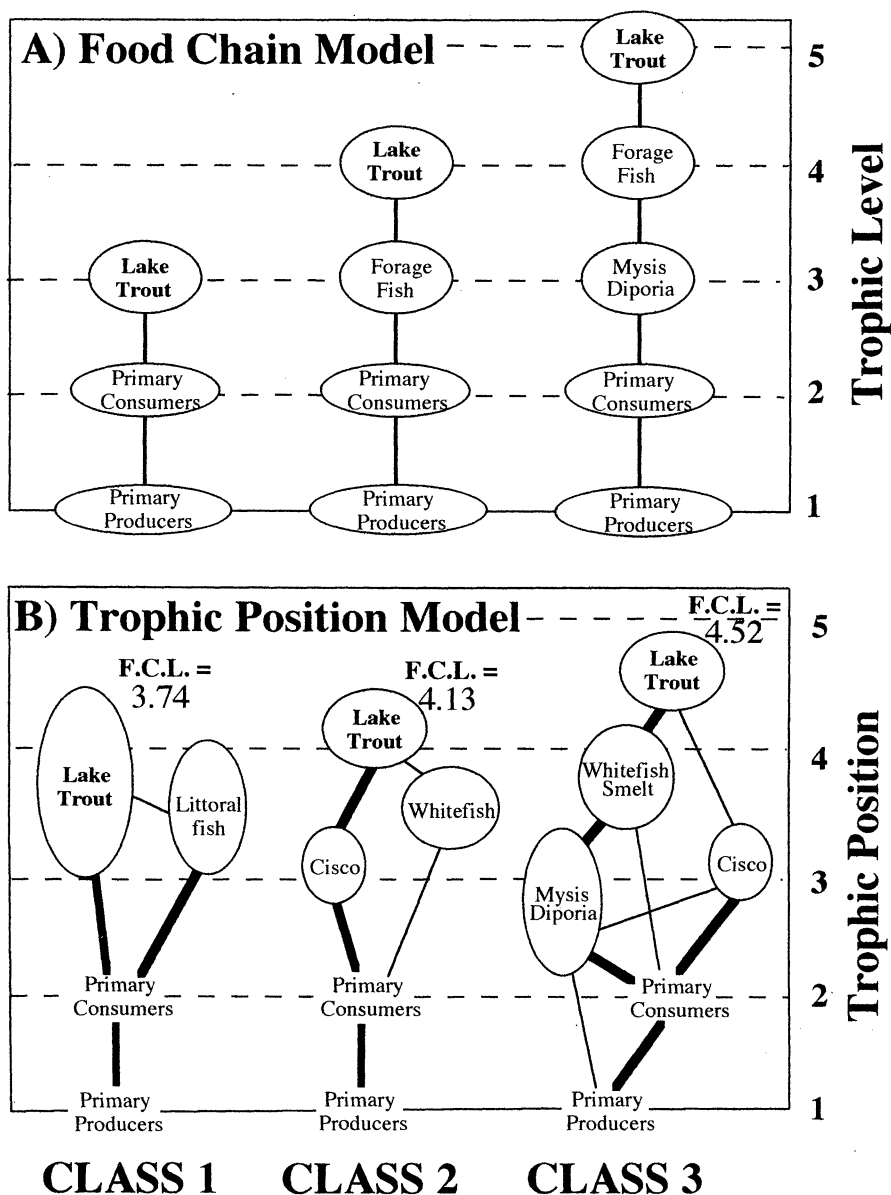 A) Food Chain Model
Lake
Trout
5
Lake
Trout
Forage
Fish
4
Lake
Trout
Forage
Fish
Mysis
Diporia
3
Primary
Consumers
Primary
Consumers
Primary
Consumers
2
Primary
Producers
Primary
Producers
Primary
Producers
1
Trophic Level
B) Trophic Position Model
F.C.L. =
3.74
F.C.L. =
4.13
F.C.L. =
4.52
5
Lake
Trout
Littoral
fish
Lake
Trout
Whitefish
Cisco
Lake
Trout
Whitefish
Smelt
Cisco
Mysis
Diporia
4
3
Primary
Consumers
Primary
Consumers
Primary
Consumers
2
Primary
Producers
Primary
Producers
Primary
Producers
1
Trophic Position
CLASS 1
CLASS 2
CLASS 3